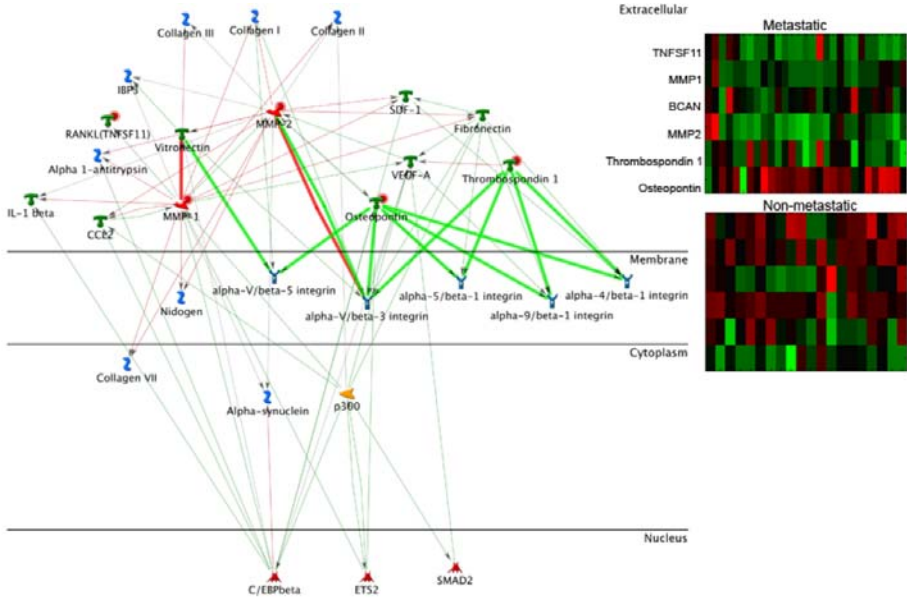 Extracellular
Collagen III
Collagen I
Collagen II
IBP3
RANKL(TNFSF11)
Vitronectin
MMP-2
SDF-1
Fibronectin
Alpha 1-antitrypsin
VEGF-A
Thrombospondin 1
IL-1 beta
CCL2
MMP-1
Osteopontin
Membrane
alpha-V/beta-5 integrin
alpha-V/beta-3 integrin
alpha-5/beta-1 integrin
alpha-9/beta-1 integrin
alpha-4/beta-1 integrin
Nidogen
Cytoplasm
Collagen VII
Alpha-synuclein
p300
Nucleus
C/EBPbeta
ETS2
SMAD2
Metastatic
TNFSF11
MMP1
BCAN
MMP2
Thrombospondin 1
Osteopontin
Non-metastatic